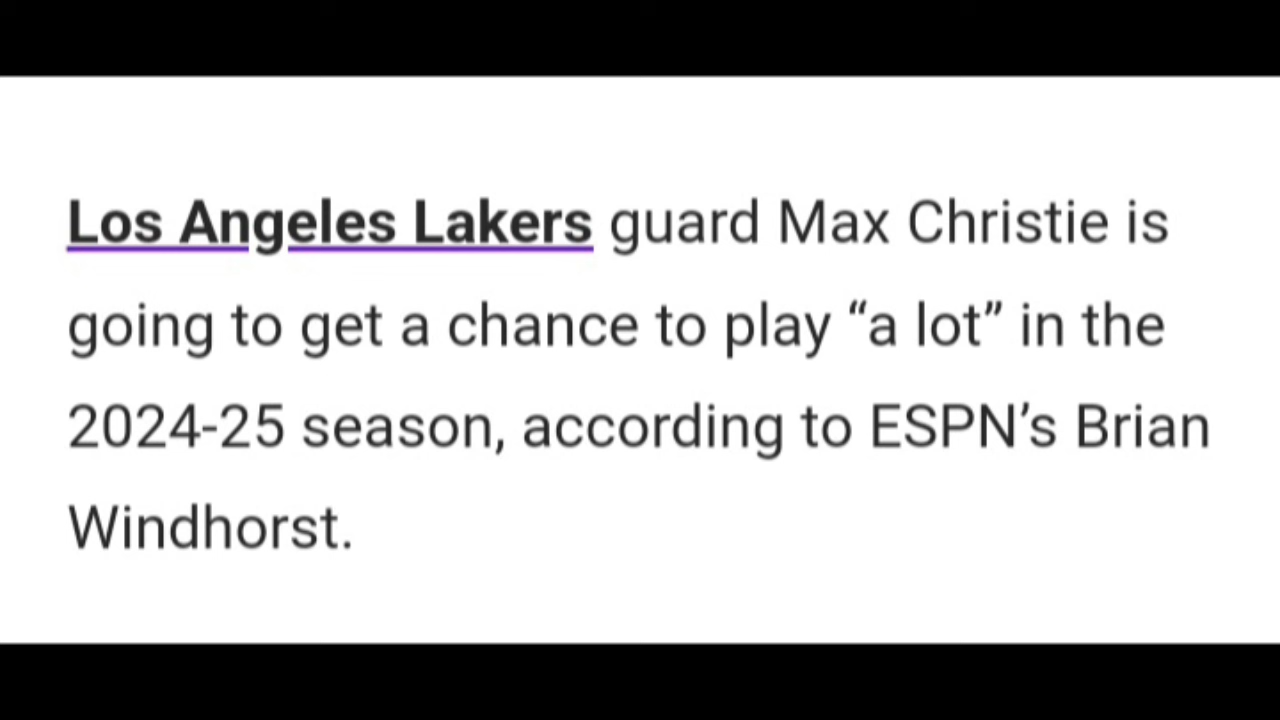 Los Angeles Lakers guard Max Christie is
going to get a chance to play “a lot” in the
2024-25 season, according to ESPN’s Brian
Windhorst.